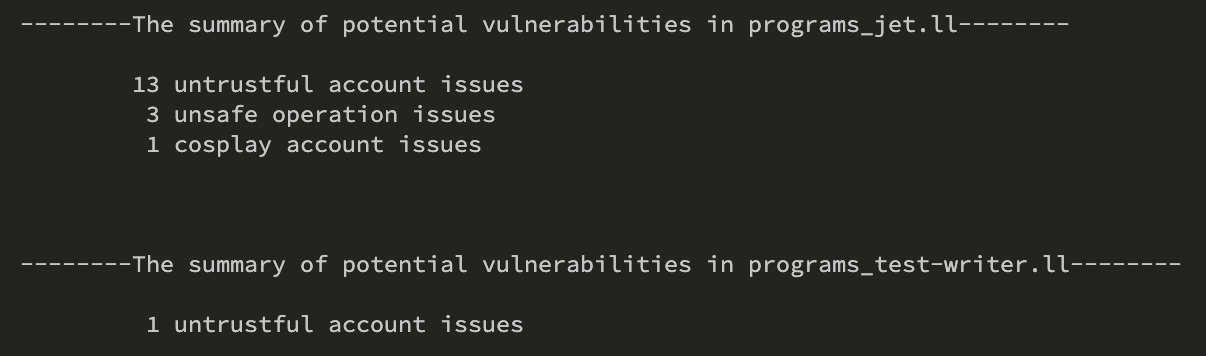 --------The summary of potential vulnerabilities in programs_jet.ll--------
13 untrustful account issues
3 unsafe operation issues
1 cosplay account issues
--------The summary of potential vulnerabilities in programs_test-writer.ll--------
1 untrustful account issues